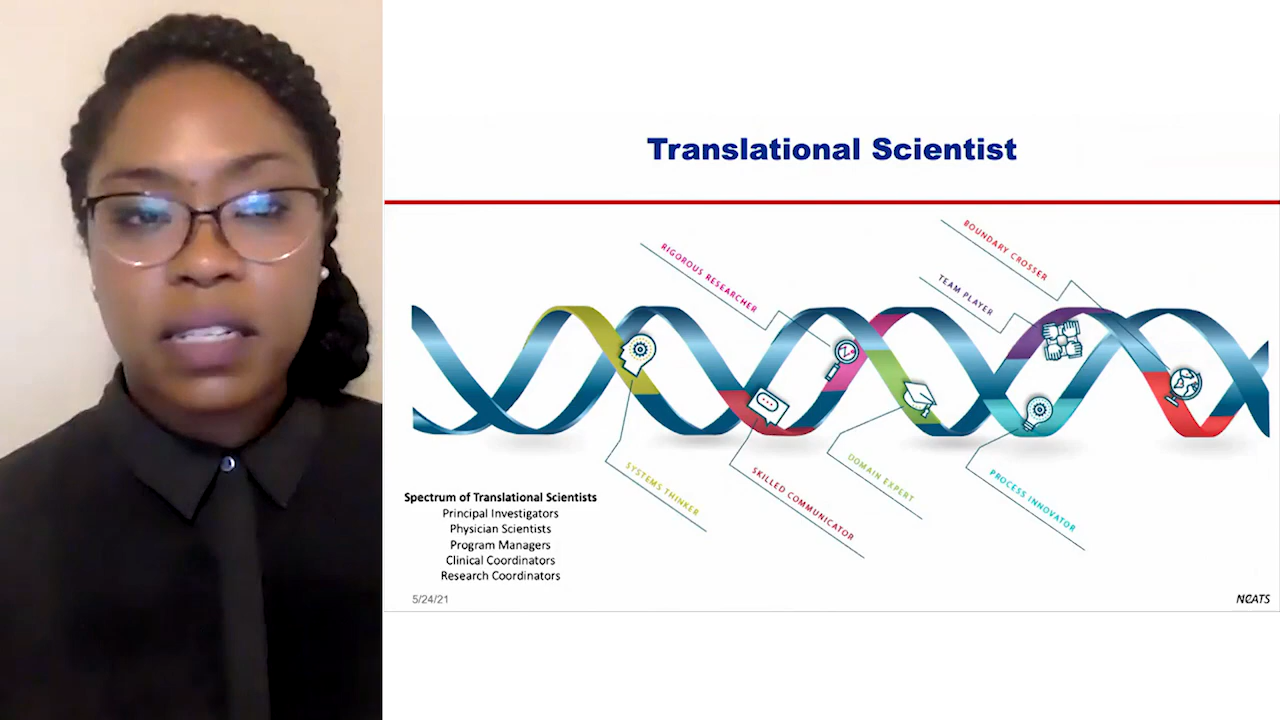 Translational Scientist
BOUNDARY CROSSER
RIGOROUS RESEARCHER
TEAM PLAYER
SYSTEMS THINKER
SKILLED COMMUNICATOR
DOMAIN EXPERT
PROCESS INNOVATOR
Spectrum of Translational Scientists
Principal Investigators
Physician Scientists
Program Managers
Clinical Coordinators
Research Coordinators
5/24/21
NCATS